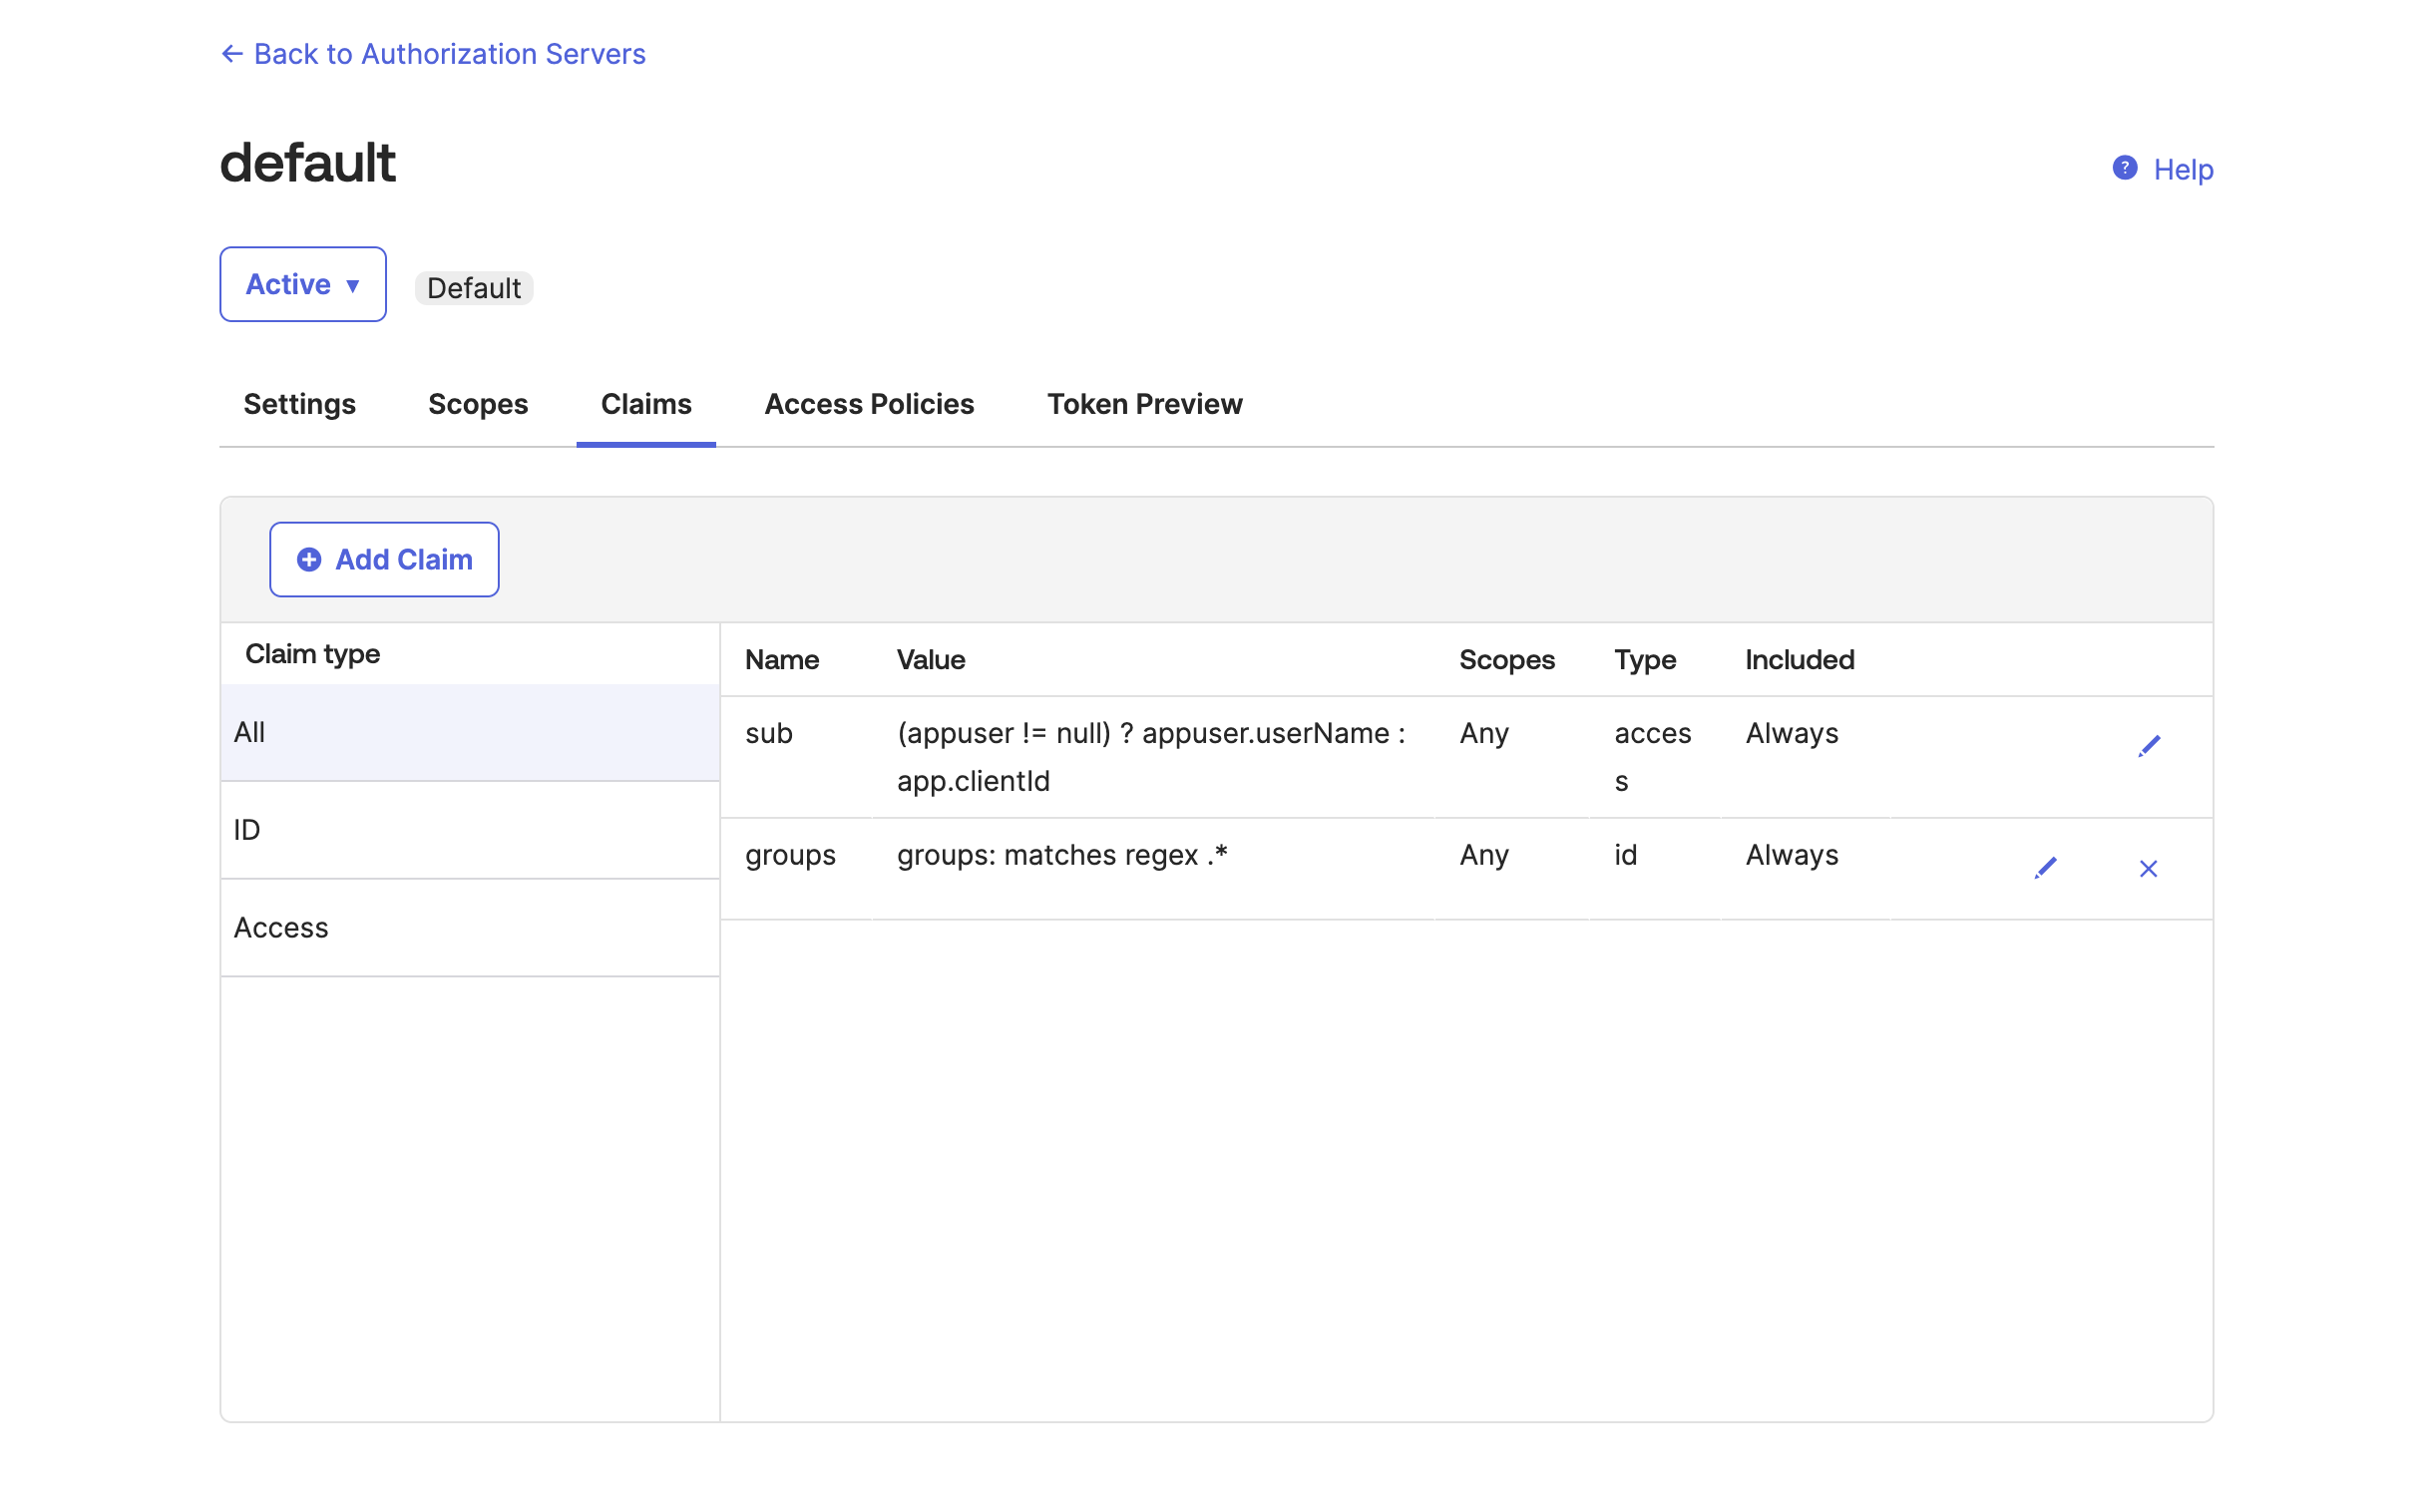 ← Back to Authorization Servers
default
? Help
Active ▼
Default
Settings Scopes Claims Access Policies Token Preview
Add Claim
Claim type
All
ID
Access
Name Value Scopes Type Included
sub (appuser != null) ? appuser.userName : Any acces Always
app.clientId s
groups groups: matches regex .* Any id Always